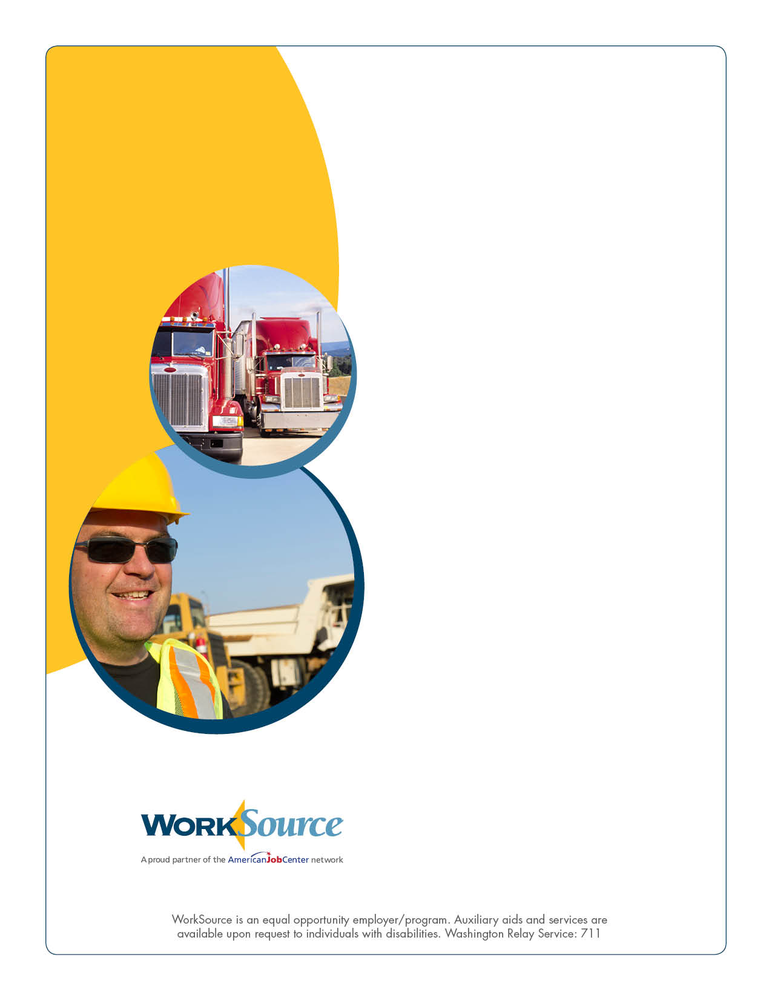 WorkSource
A proud partner of the AmericanJobCenter network
WorkSource is an equal opportunity employer/program. Auxiliary aids and services are
available upon request to individuals with disabilities. Washington Relay Service: 711